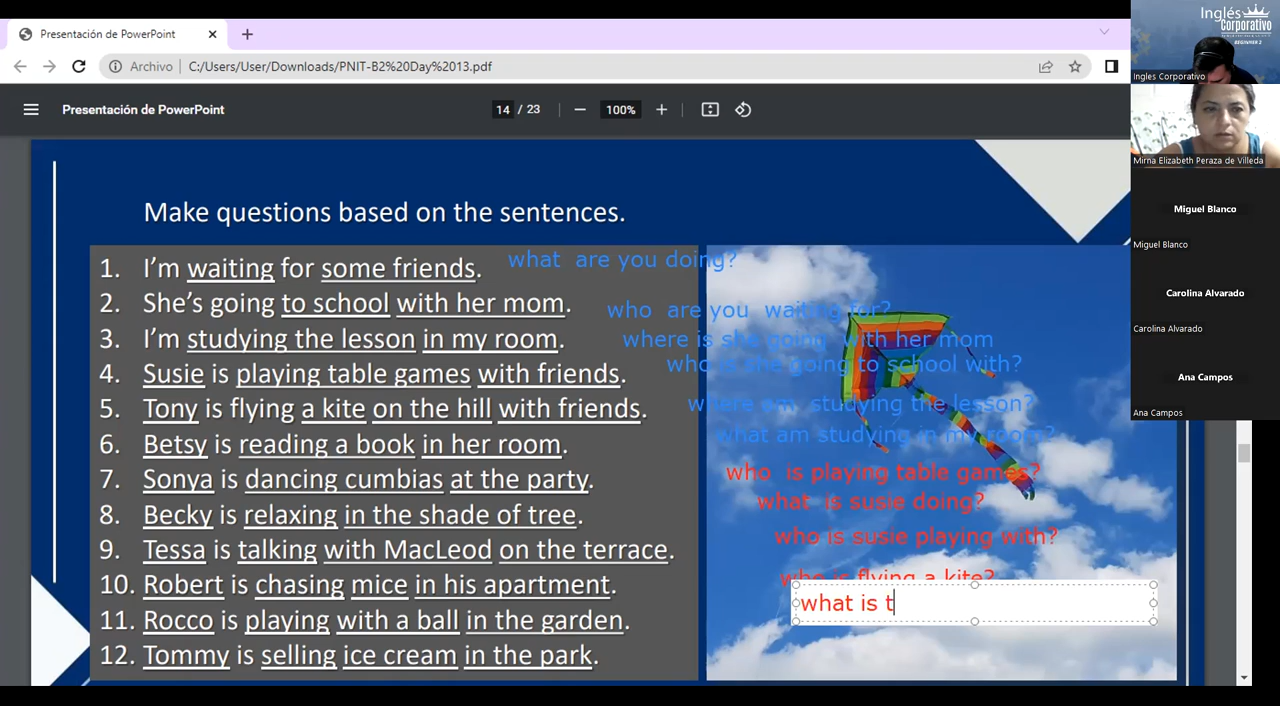 Presentación de PowerPoint
Archivo C:/Users/User/Downloads/PNIT-B2%20Day%2013.pdf
Presentación de PowerPoint 14 / 23 100%
Make questions based on the sentences.
1. I'm waiting for some friends.
what are you doing?
2. She's going to school with her mom.
who are you waiting for?
3. I'm studying the lesson in my room.
where is she going with her mom
who is she going to school with?
4. Susie is playing table games with friends.
where am studying the lesson?
5. Tony is flying a kite on the hill with friends.
what am studying in my room?
6. Betsy is reading a book in her room.
who is playing table games?
7. Sonya is dancing cumbias at the party.
what is susie doing?
8. Becky is relaxing in the shade of tree.
who is susie playing with?
9. Tessa is talking with MacLeod on the terrace.
who is flying a kite?
10. Robert is chasing mice in his apartment.
what is t
11. Rocco is playing with a ball in the garden.
12. Tommy is selling ice cream in the park.
Inglés
Corporativo
BEGINNER 2
Ingles Corporativo
Mirna Elizabeth Peraza de Villeda
Miguel Blanco
Miguel Blanco
Carolina Alvarado
Carolina Alvarado
Ana Campos
Ana Campos